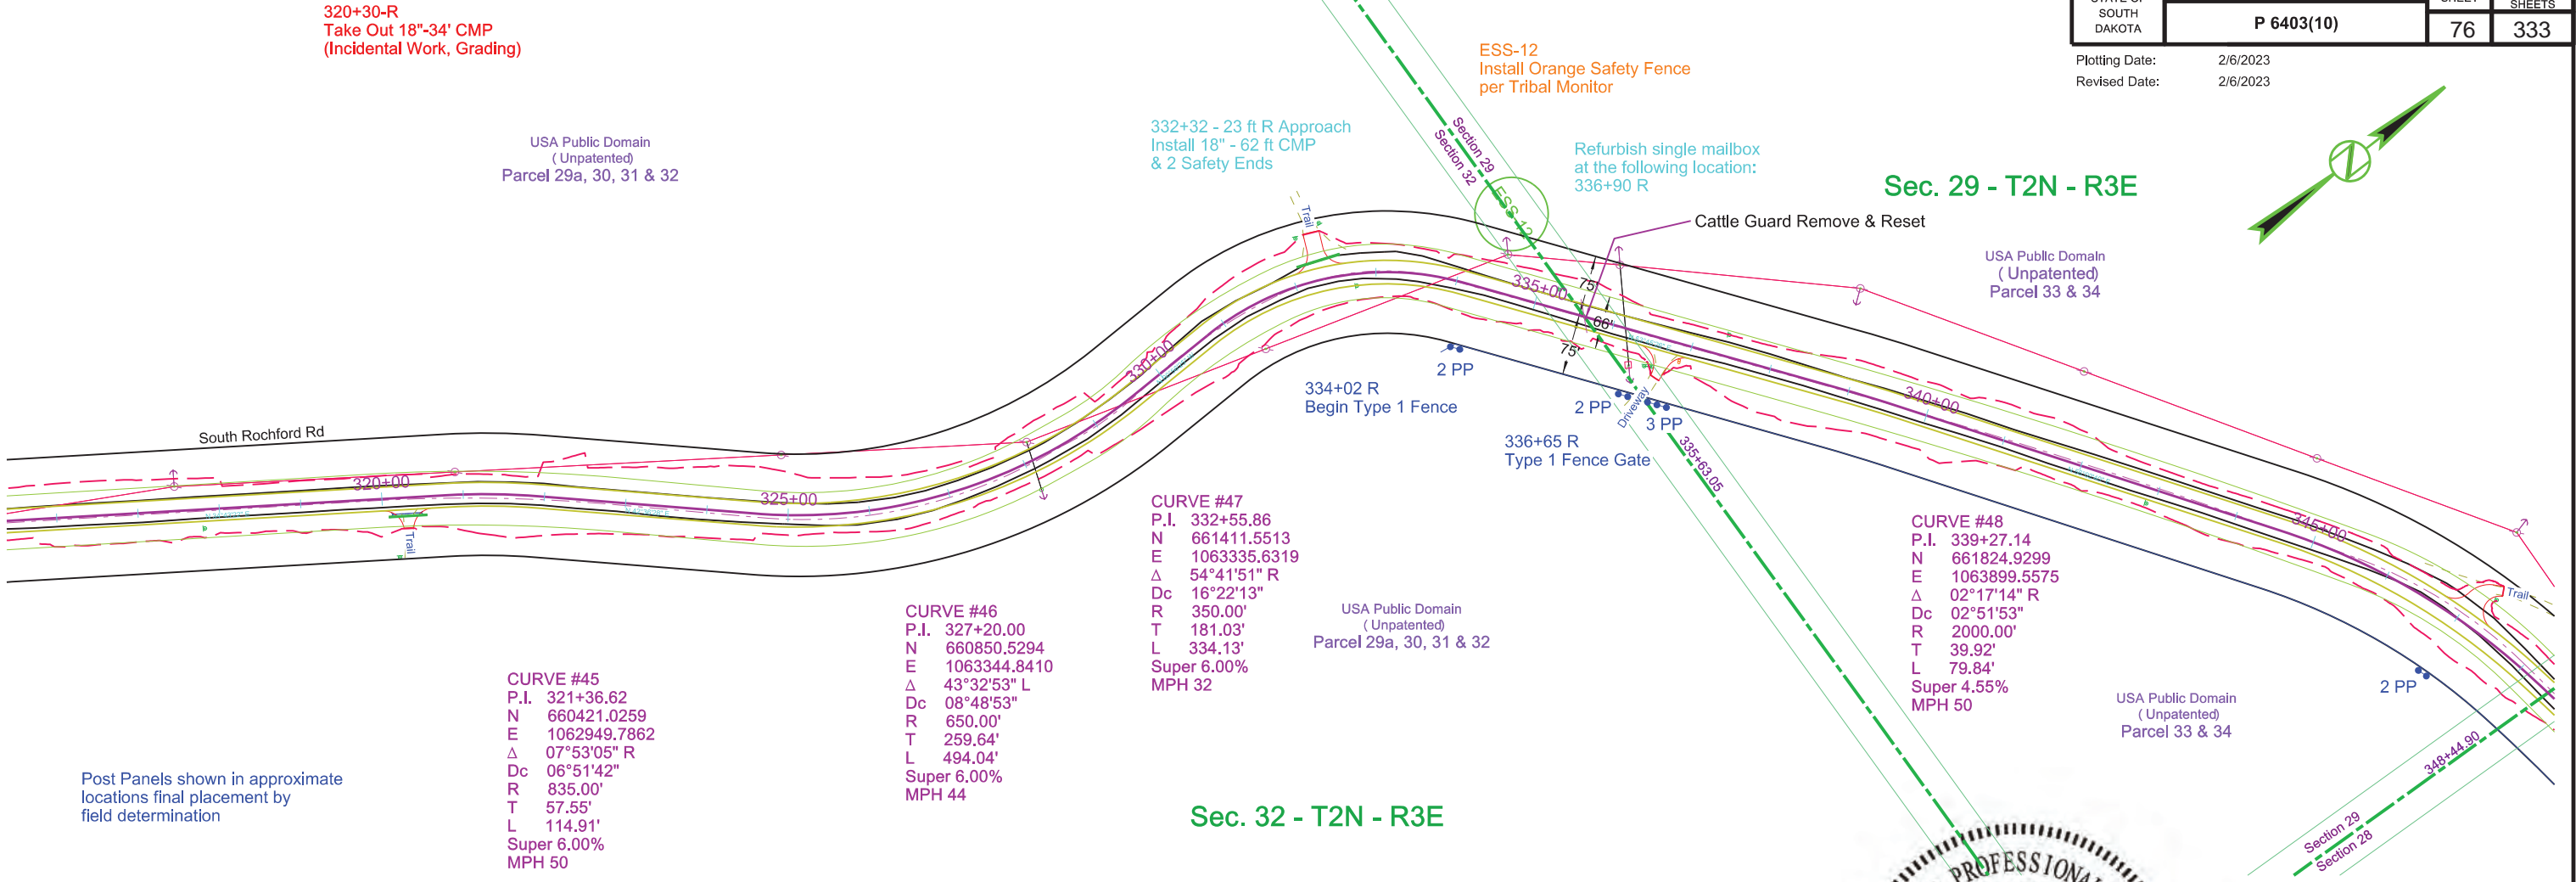 320+30-R
Take Out 18"-34' CMP
(Incidental Work, Grading)
SOUTH
DAKOTA
P 6403(10)
SHEETS
76
333
Plotting Date: 2/6/2023
Revised Date: 2/6/2023
ESS-12
Install Orange Safety Fence
per Tribal Monitor
USA Public Domain
( Unpatented)
Parcel 29a, 30, 31 & 32
332+32 - 23 ft R Approach
Install 18" - 62 ft CMP
& 2 Safety Ends
Section 29
Section 32
ESS-12
Refurbish single mailbox
at the following location:
336+90 R
Sec. 29 - T2N - R3E
Cattle Guard Remove & Reset
USA Public Domain
( Unpatented)
Parcel 33 & 34
Trail
335+00
75'
66'
75'
330+00
2 PP
334+02 R
Begin Type 1 Fence
2 PP
Driveway
3 PP
336+65 R
Type 1 Fence Gate
335+63.05
340+00
South Rochford Rd
320+00
325+00
Trail
345+00
Trail
CURVE #47
P.I. 332+55.86
N 661411.5513
E 1063335.6319
Δ 54°41'51" R
Dc 16°22'13"
R 350.00'
T 181.03'
L 334.13'
Super 6.00%
MPH 32
CURVE #48
P.I. 339+27.14
N 661824.9299
E 1063899.5575
Δ 02°17'14" R
Dc 02°51'53"
R 2000.00'
T 39.92'
L 79.84'
Super 4.55%
MPH 50
CURVE #46
P.I. 327+20.00
N 660850.5294
E 1063344.8410
Δ 43°32'53" L
Dc 08°48'53"
R 650.00'
T 259.64'
L 494.04'
Super 6.00%
MPH 44
USA Public Domain
( Unpatented)
Parcel 29a, 30, 31 & 32
CURVE #45
P.I. 321+36.62
N 660421.0259
E 1062949.7862
Δ 07°53'05" R
Dc 06°51'42"
R 835.00'
T 57.55'
L 114.91'
Super 6.00%
MPH 50
2 PP
USA Public Domain
( Unpatented)
Parcel 33 & 34
348+44.90
Post Panels shown in approximate
locations final placement by
field determination
Sec. 32 - T2N - R3E
Section 29
Section 28
PROFESSIONAL